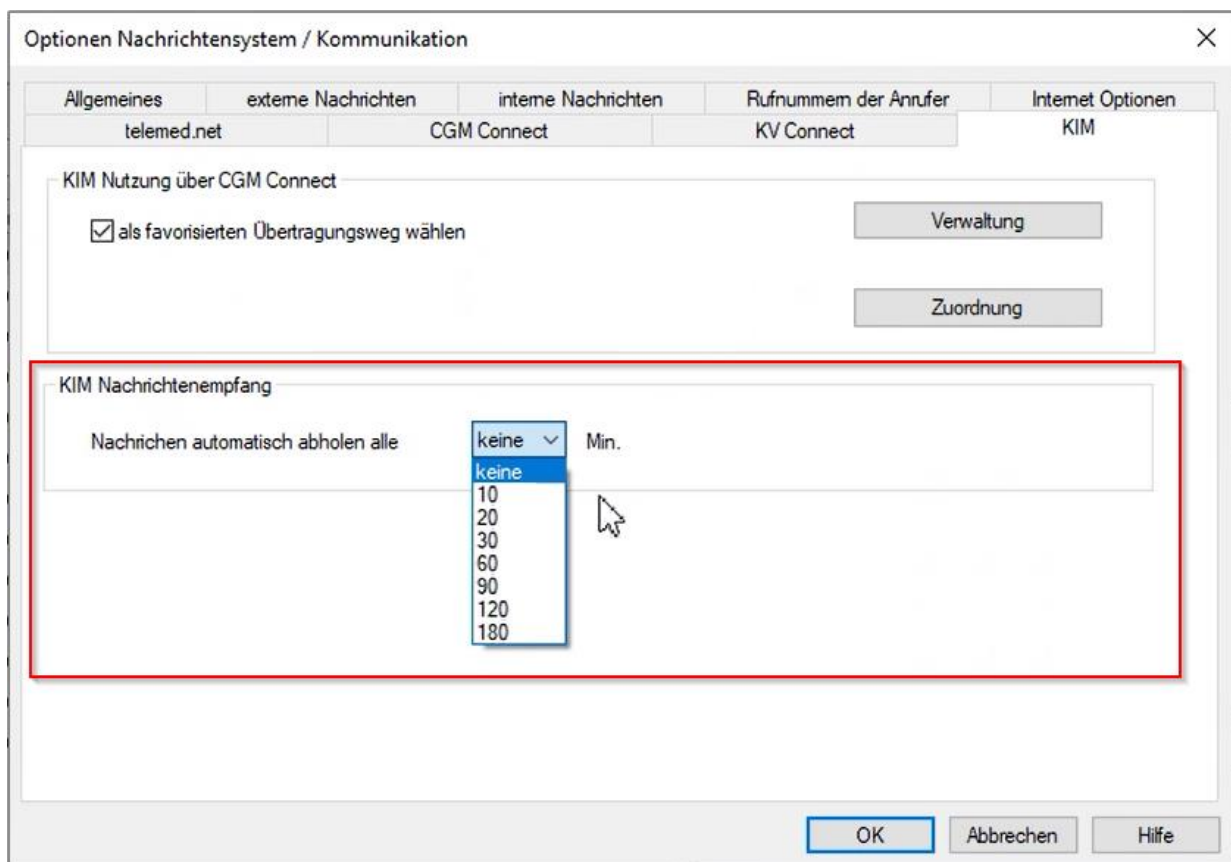 Optionen Nachrichtensystem / Kommunikation
Allgemeines externe Nachrichten interne Nachrichten Rufnummern der Anrufer Internet Optionen
telemed.net CGM Connect KV Connect KIM
KIM Nutzung über CGM Connect
als favorisierten Übertragungsweg wählen
Verwaltung
Zuordnung
KIM Nachrichtenempfang
Nachrichen automatisch abholen alle keine Min.
keine
10
20
30
60
90
120
180
OK Abbrechen Hilfe